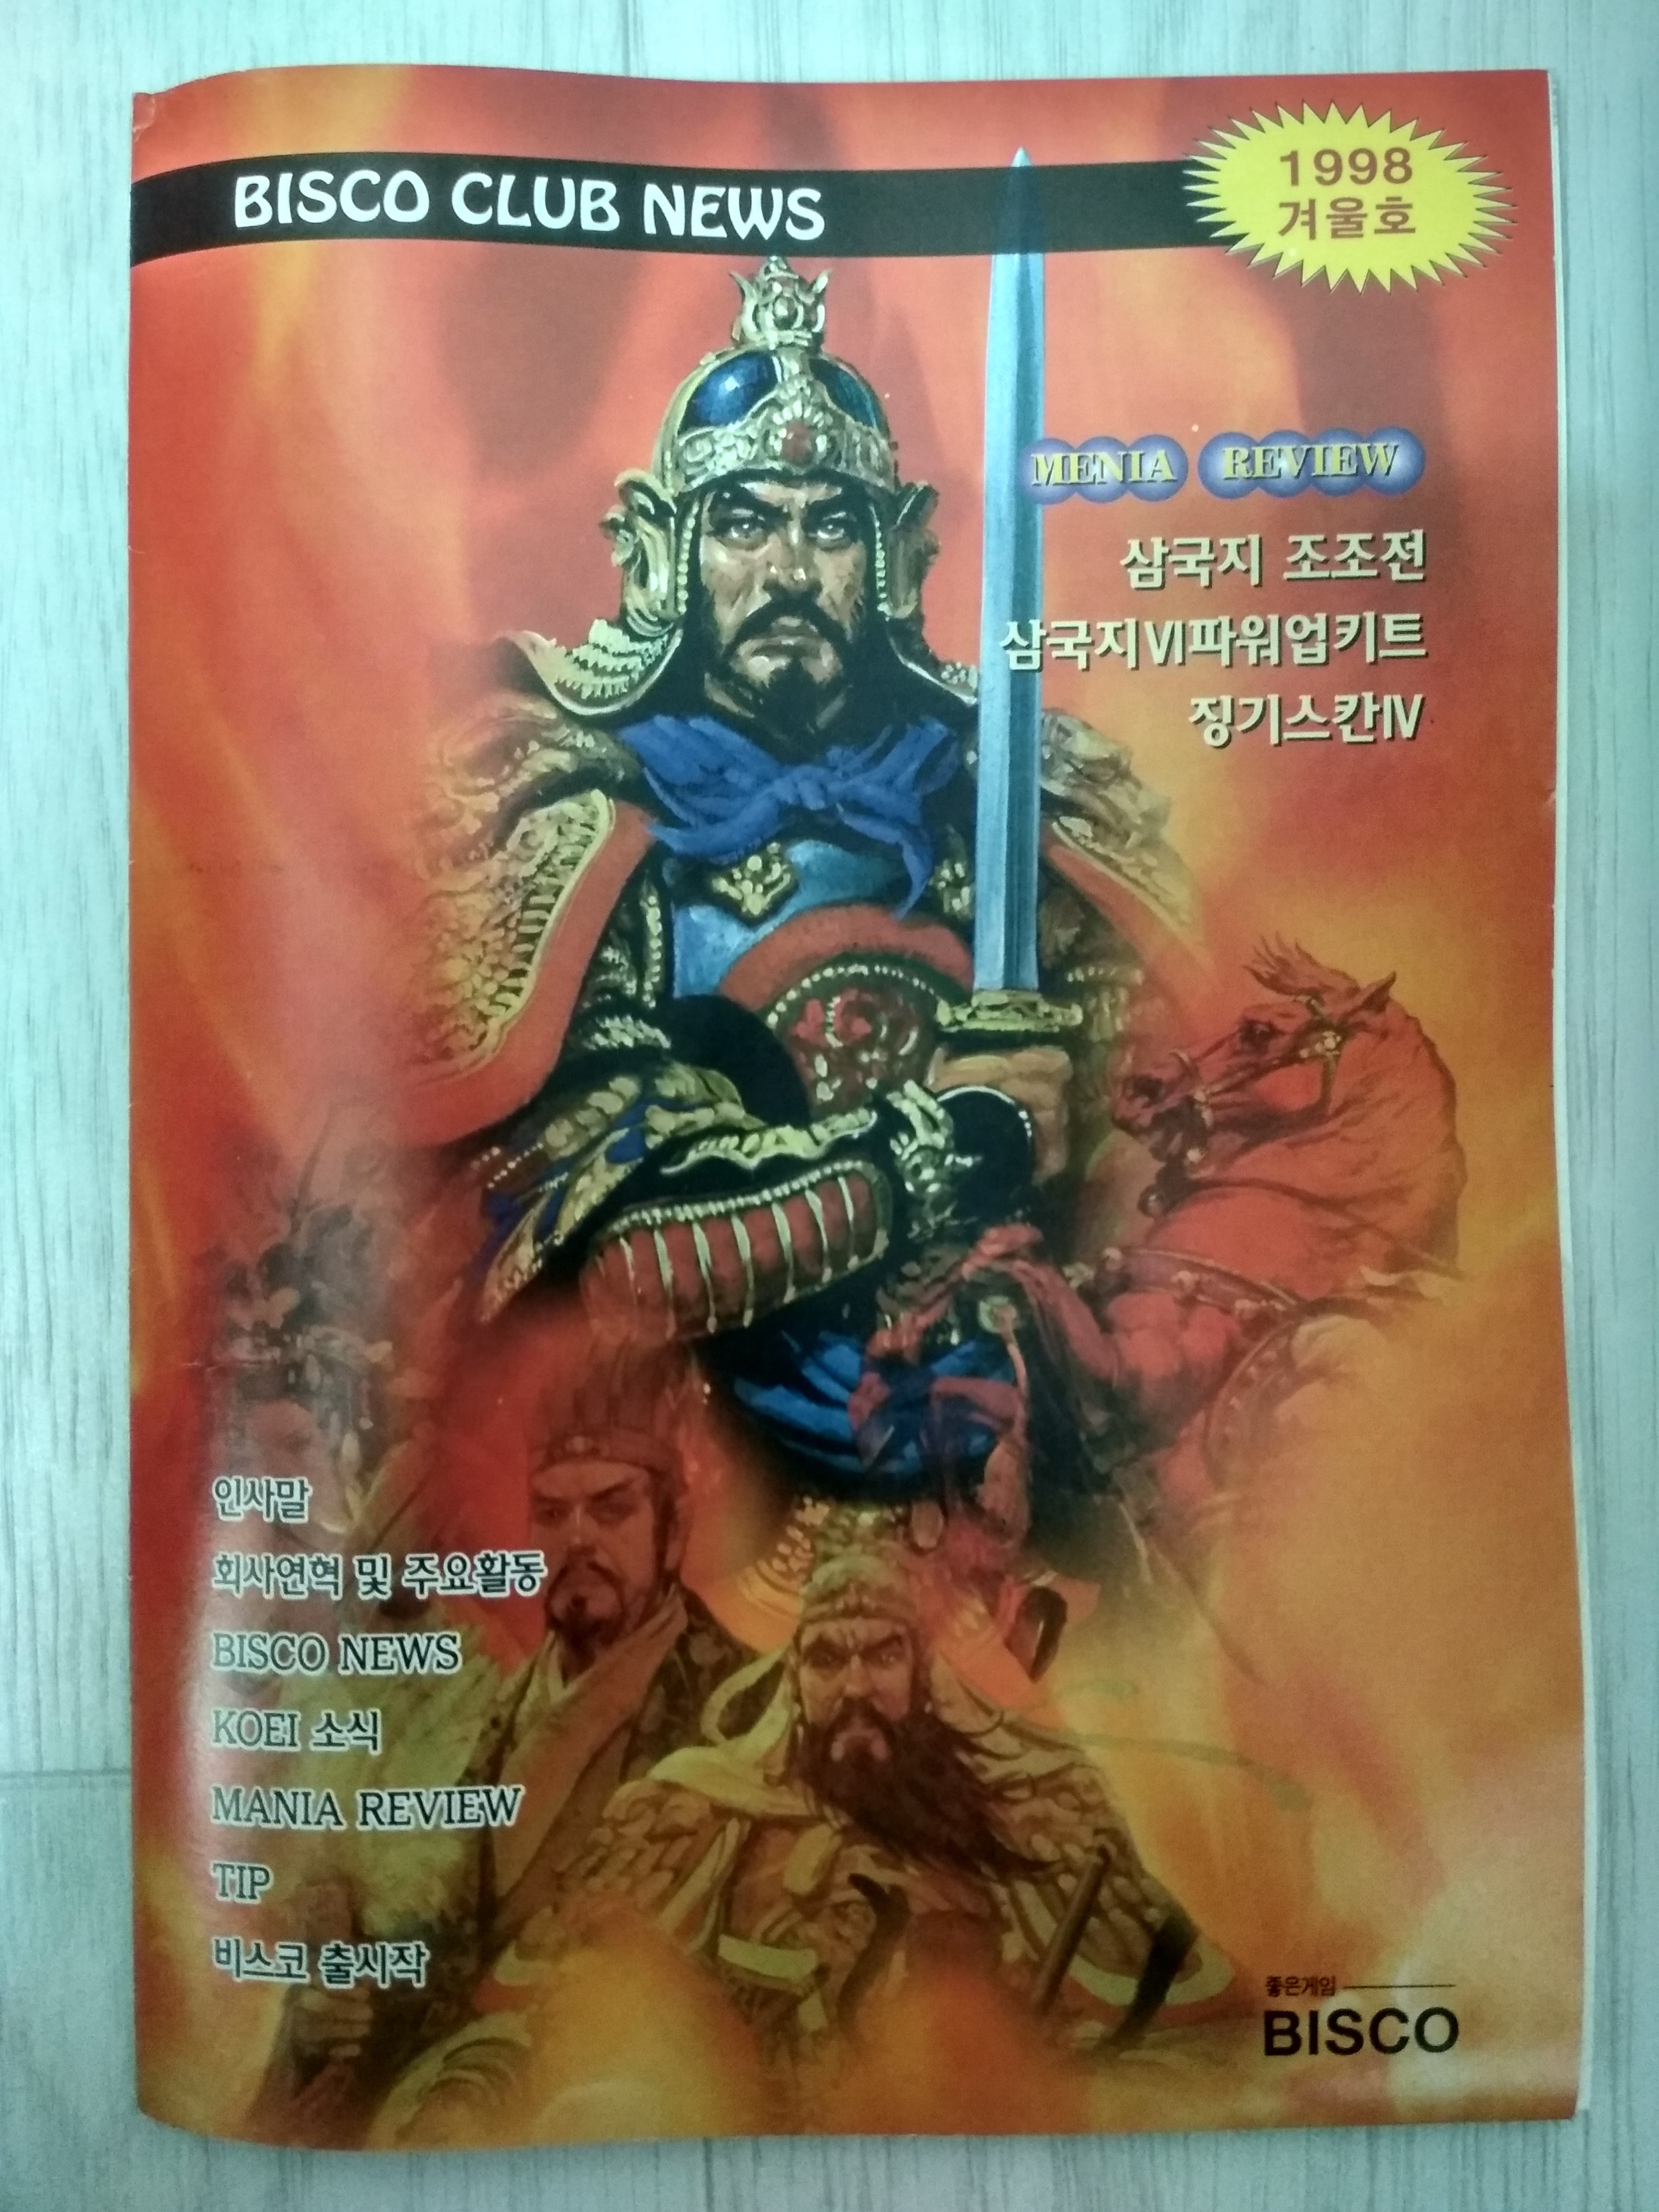 BISCO CLUB NEWS
1998
겨울호
MENIA REVIEW
삼국지 조조전
삼국지Ⅵ파워업키트
징기스칸Ⅳ
인사말
회사연혁 및 주요활동
BISCO NEWS
KOEI 소식
MANIA REVIEW
TIP
비스코 출시작
좋은게임
BISCO